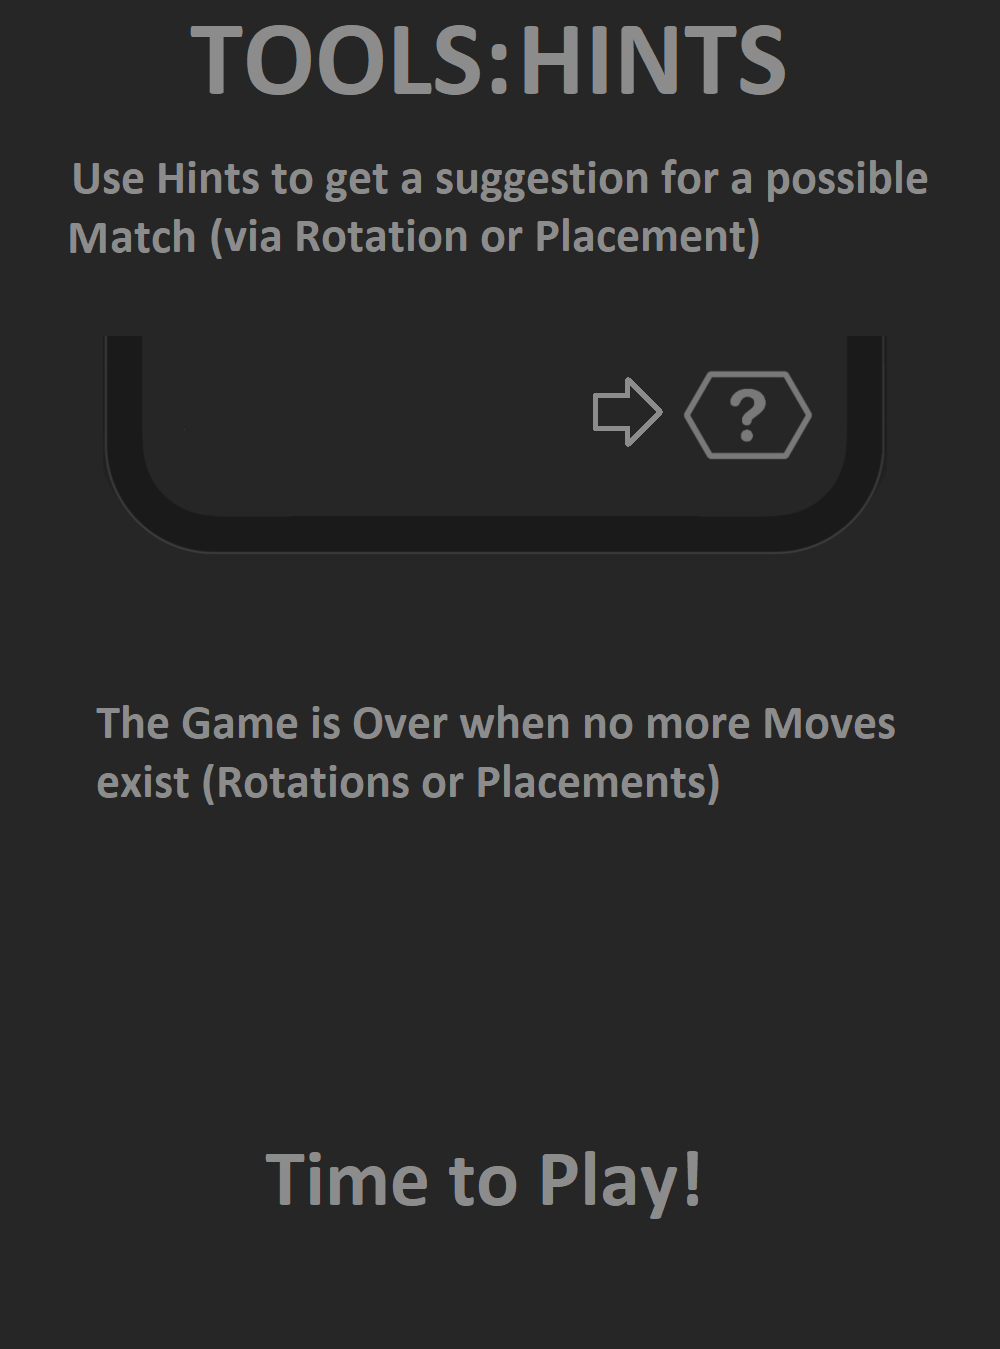 TOOLS:HINTS
Use Hints to get a suggestion for a possible
Match (via Rotation or Placement)
?
The Game is Over when no more Moves
exist (Rotations or Placements)
Time to Play!